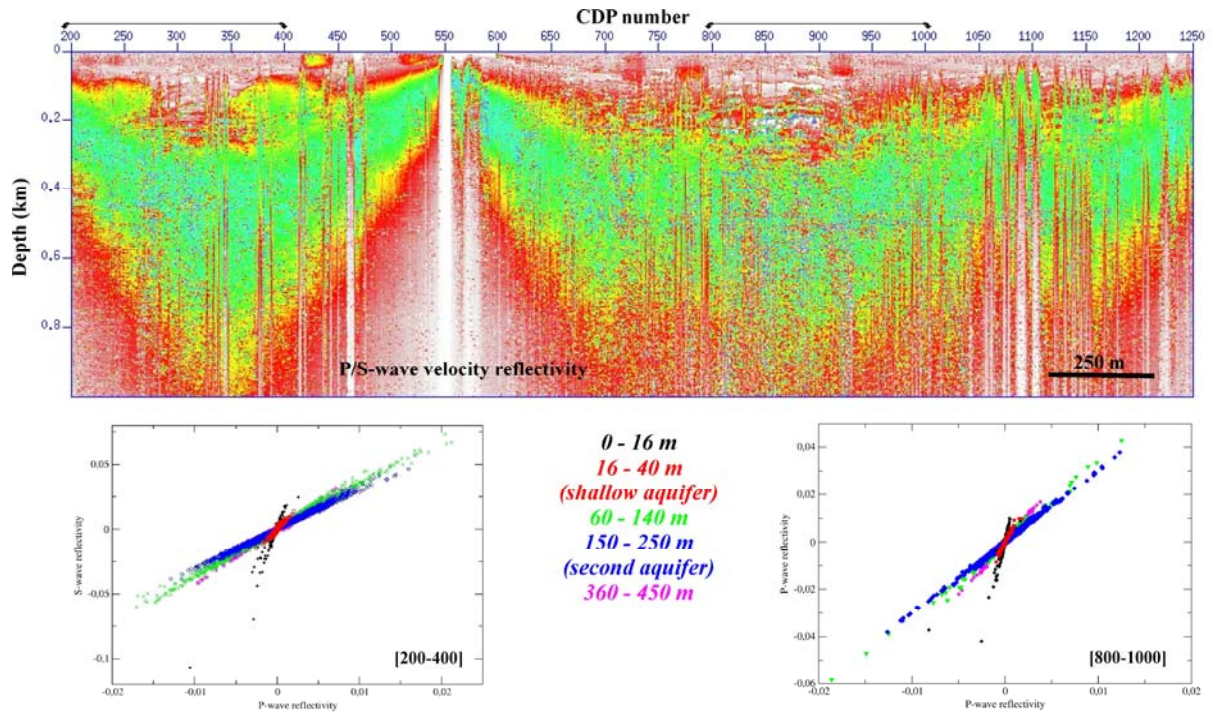 CDP number
200 250 300 350 400 450 500 550 600 650 700 750 800 850 900 950 1000 1050 1100 1150 1200 1250
0
0.2
0.4
0.6
0.8
Depth (km)
P/S-wave velocity reflectivity
250 m
0,05
0
-0,05
-0,1
S-wave reflectivity
[200-400]
-0,02 -0,01 0 0,01 0,02
P-wave reflectivity
0 - 16 m
16 - 40 m
(shallow aquifer)
60 - 140 m
150 - 250 m
(second aquifer)
360 - 450 m
0,04
0,02
0
-0,02
-0,04
-0,06
P-wave reflectivity
[800-1000]
-0,02 -0,01 0 0,01 0,02
P-wave reflectivity